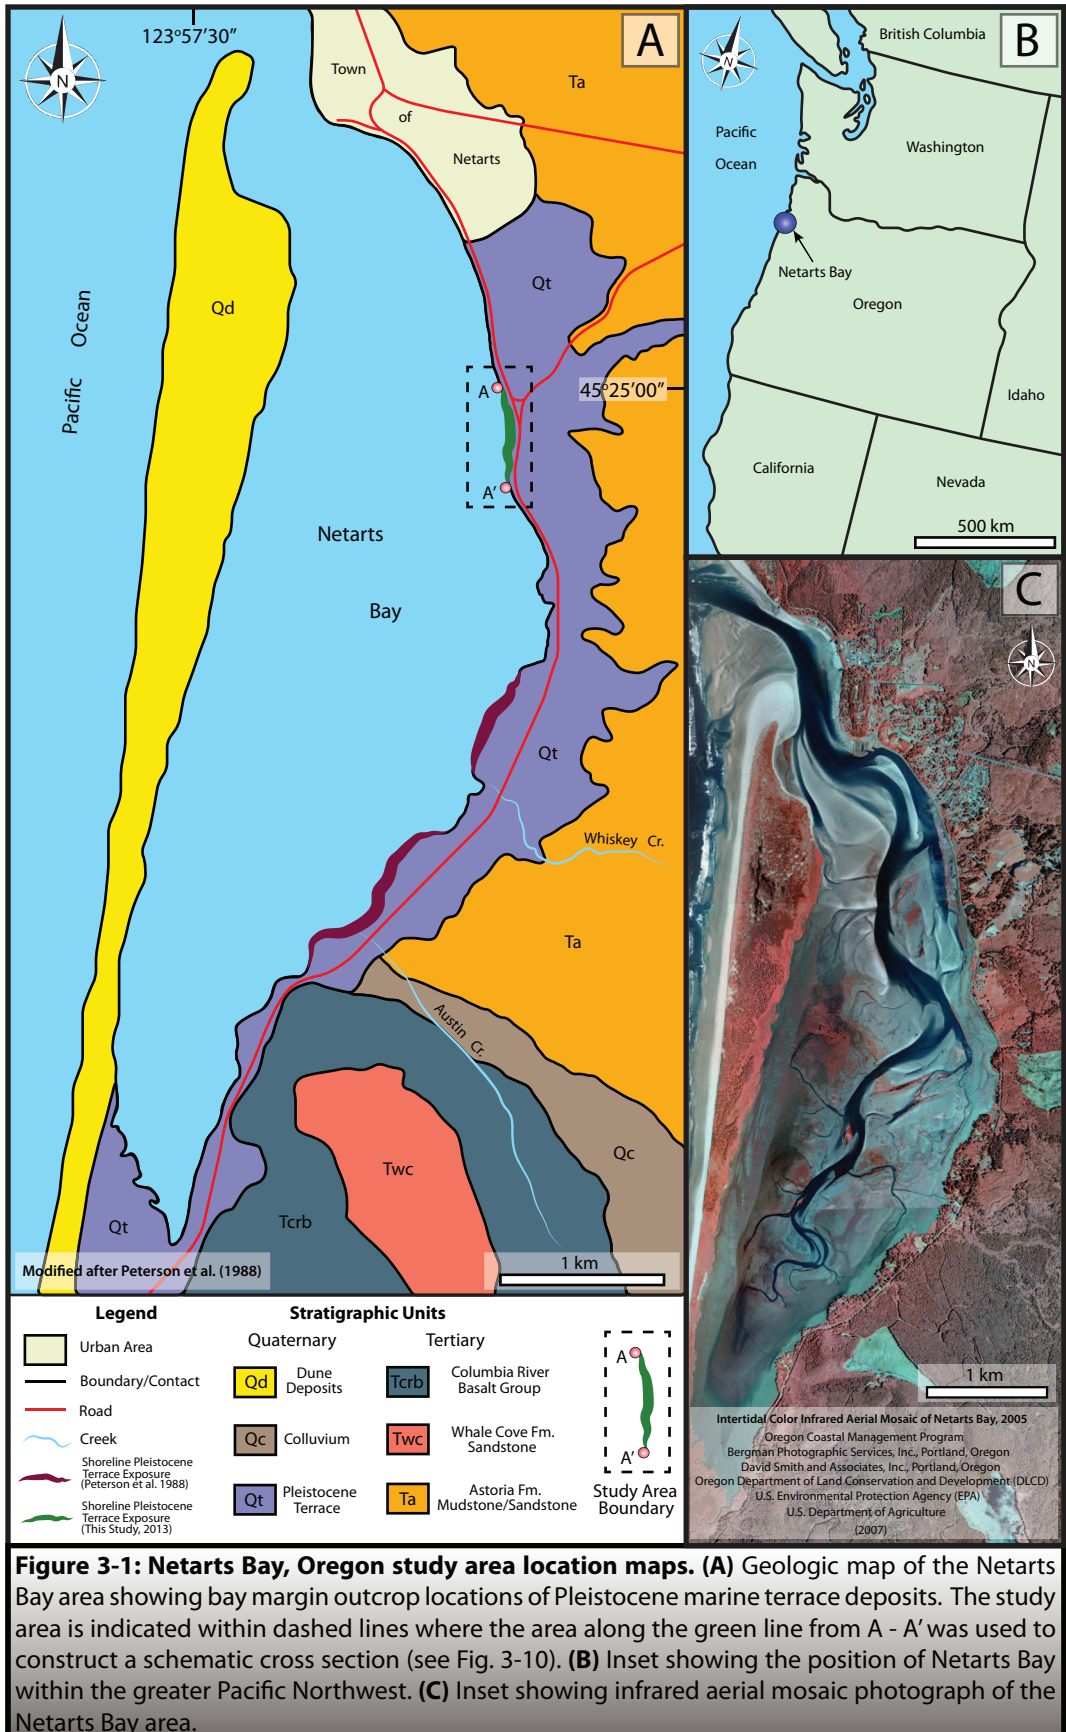 123°57'30"
A
N
Town
of
Netarts
Ta
Qt
Qd
Pacific Ocean
A
45°25'00"
A'
Netarts
Bay
Qt
Whiskey Cr.
Ta
Austin Cr.
Qc
Twc
Tcrb
Qt
Modified after Peterson et al. (1988)
1 km
B
N
British Columbia
Pacific
Ocean
Washington
Netarts Bay
Oregon
Idaho
California
Nevada
500 km
C
N
1 km
Intertidal Color Infrared Aerial Mosaic of Netarts Bay, 2005
Oregon Coastal Management Program
Bergman Photographic Services, Inc., Portland, Oregon
David Smith and Associates, Inc., Portland, Oregon
Oregon Department of Land Conservation and Development (DLCD)
U.S. Environmental Protection Agency (EPA)
U.S. Department of Agriculture
(2007)
Legend
Urban Area
Boundary/Contact
Road
Creek
Shoreline Pleistocene
Terrace Exposure
(Peterson et al. 1988)
Shoreline Pleistocene
Terrace Exposure
(This Study, 2013)
Stratigraphic Units
Quaternary
Qd Dune
Deposits
Qc Colluvium
Qt Pleistocene
Terrace
Tertiary
Tcrb Columbia River
Basalt Group
Twc Whale Cove Fm.
Sandstone
Ta Astoria Fm.
Mudstone/Sandstone
A
A'
Study Area
Boundary
Figure 3-1: Netarts Bay, Oregon study area location maps. (A) Geologic map of the Netarts
Bay area showing bay margin outcrop locations of Pleistocene marine terrace deposits. The study
area is indicated within dashed lines where the area along the green line from A - A' was used to
construct a schematic cross section (see Fig. 3-10). (B) Inset showing the position of Netarts Bay
within the greater Pacific Northwest. (C) Inset showing infrared aerial mosaic photograph of the
Netarts Bay area.